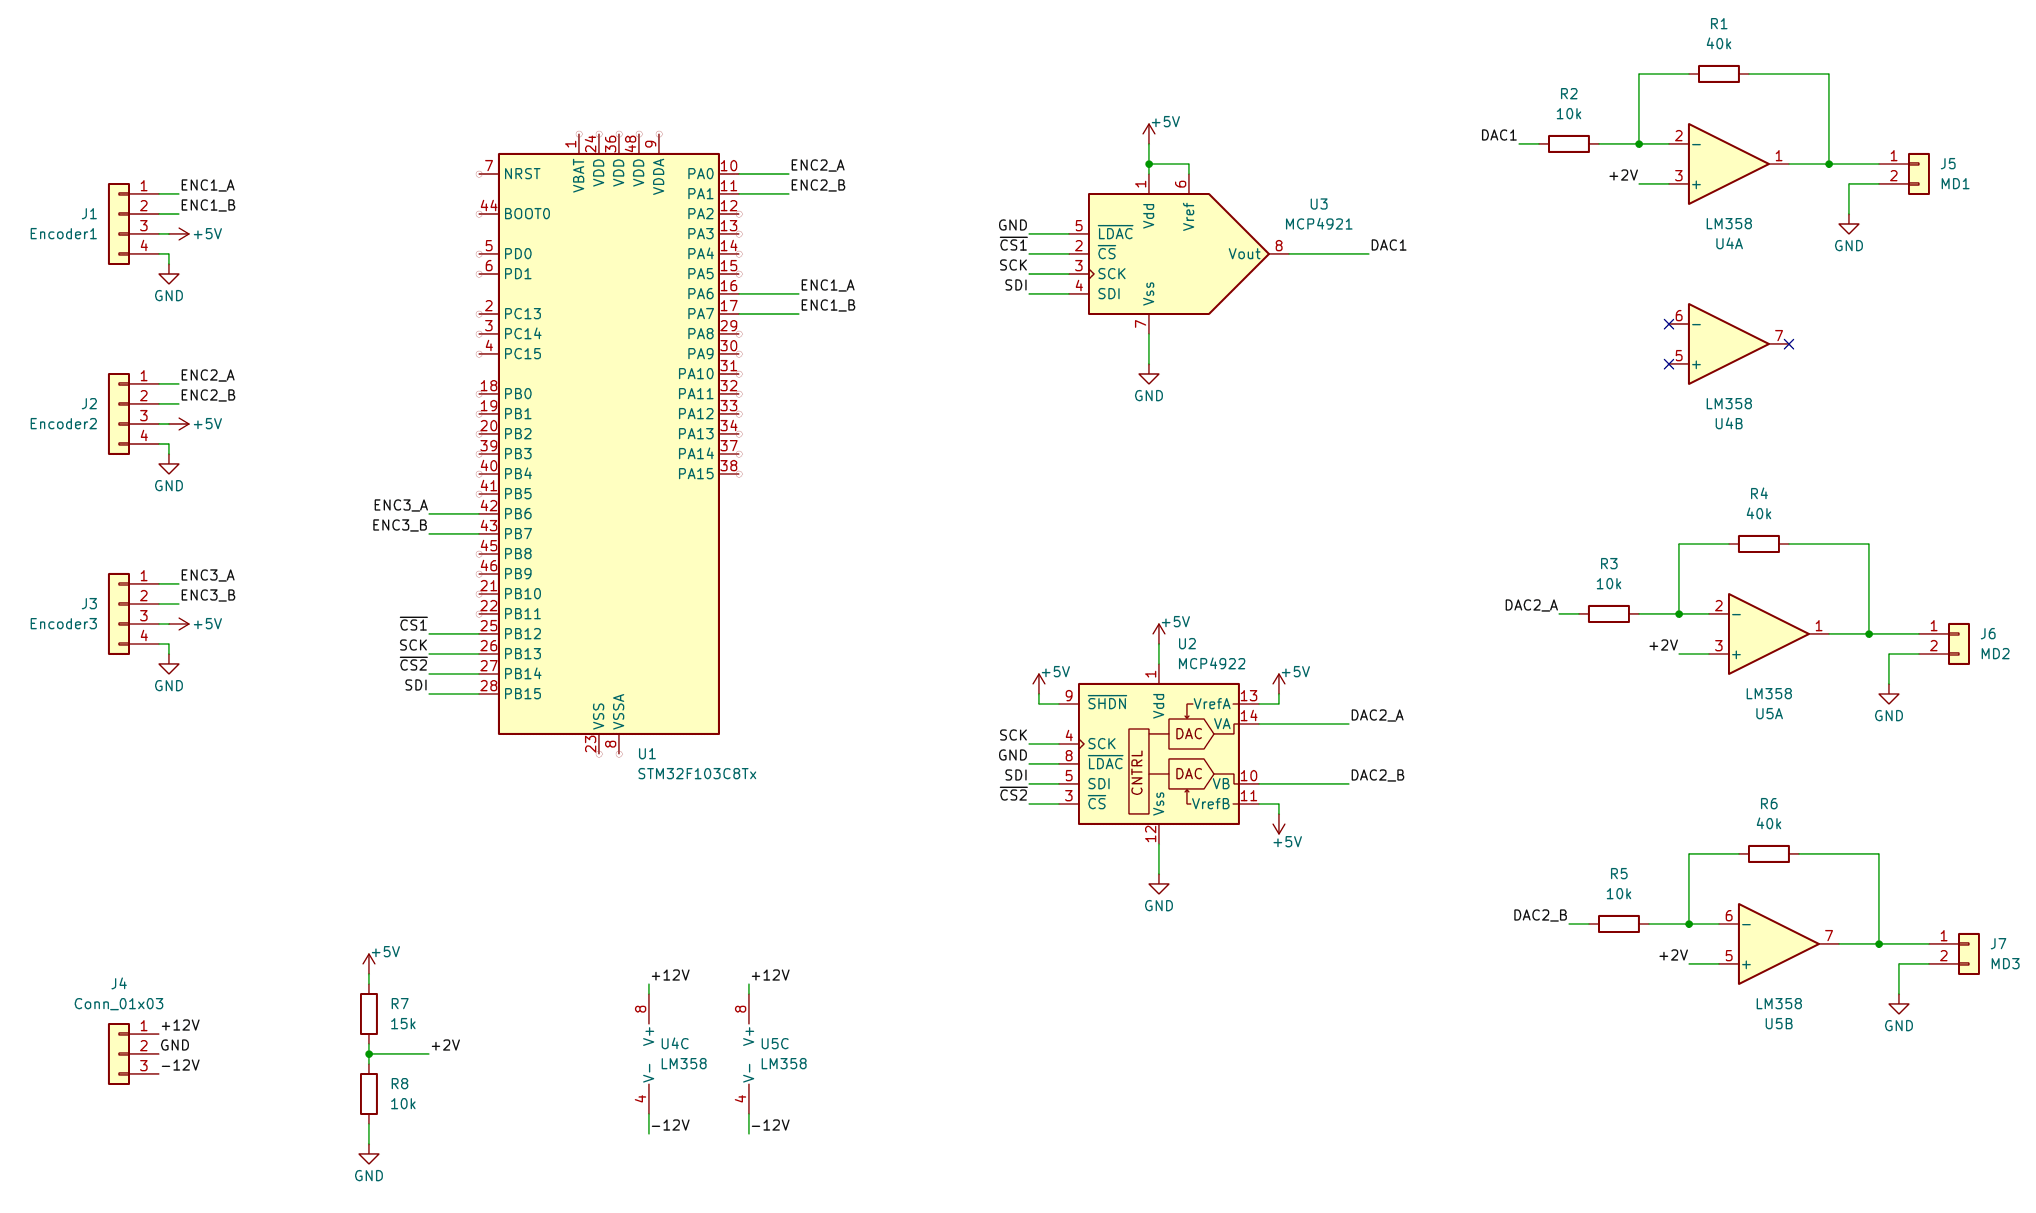 J1
Encoder1
1
2
3
4
ENC1_A
ENC1_B
+5V
GND
J2
Encoder2
1
2
3
4
ENC2_A
ENC2_B
+5V
GND
J3
Encoder3
1
2
3
4
ENC3_A
ENC3_B
+5V
GND
J4
Conn_01x03
1
2
3
+12V
GND
-12V
+5V
R7
15k
+2V
R8
10k
GND
1
24
36
48
9
VBAT
VDD
VDD
VDD
VDDA
7 NRST
44 BOOT0
5 PD0
6 PD1
2 PC13
3 PC14
4 PC15
18 PB0
19 PB1
20 PB2
39 PB3
40 PB4
41 PB5
ENC3_A 42 PB6
ENC3_B 43 PB7
45 PB8
46 PB9
21 PB10
22 PB11
CS1 25 PB12
SCK 26 PB13
CS2 27 PB14
SDI 28 PB15
PA0 10 ENC2_A
PA1 11 ENC2_B
PA2 12
PA3 13
PA4 14
PA5 15
PA6 16 ENC1_A
PA7 17 ENC1_B
PA8 29
PA9 30
PA10 31
PA11 32
PA12 33
PA13 34
PA14 37
PA15 38
VSS
VSSA
23
8
U1
STM32F103C8Tx
+12V
8
V+
U4C
LM358
V-
4
-12V
+12V
8
V+
U5C
LM358
V-
4
-12V
+5V
1
6
Vdd
Vref
U3
MCP4921
GND 5 LDAC
CS1 2 CS
SCK 3 SCK
SDI 4 SDI
Vout 8 DAC1
Vss
7
GND
+5V
U2
MCP4922
1
Vdd
+5V
9 SHDN
SCK 4 SCK
GND 8 LDAC
SDI 5 SDI
CS2 3 CS
CNTRL
DAC
DAC
+5V
VrefA 13
VA 14 DAC2_A
VB 10 DAC2_B
VrefB 11
+5V
Vss
12
GND
R1
40k
R2
10k
DAC1
+2V
2 −
3 +
1
LM358
U4A
1
2
J5
MD1
GND
6 −
5 +
7
LM358
U4B
R4
40k
R3
10k
DAC2_A
+2V
2 −
3 +
1
LM358
U5A
1
2
J6
MD2
GND
R6
40k
R5
10k
DAC2_B
+2V
6 −
5 +
7
LM358
U5B
1
2
J7
MD3
GND